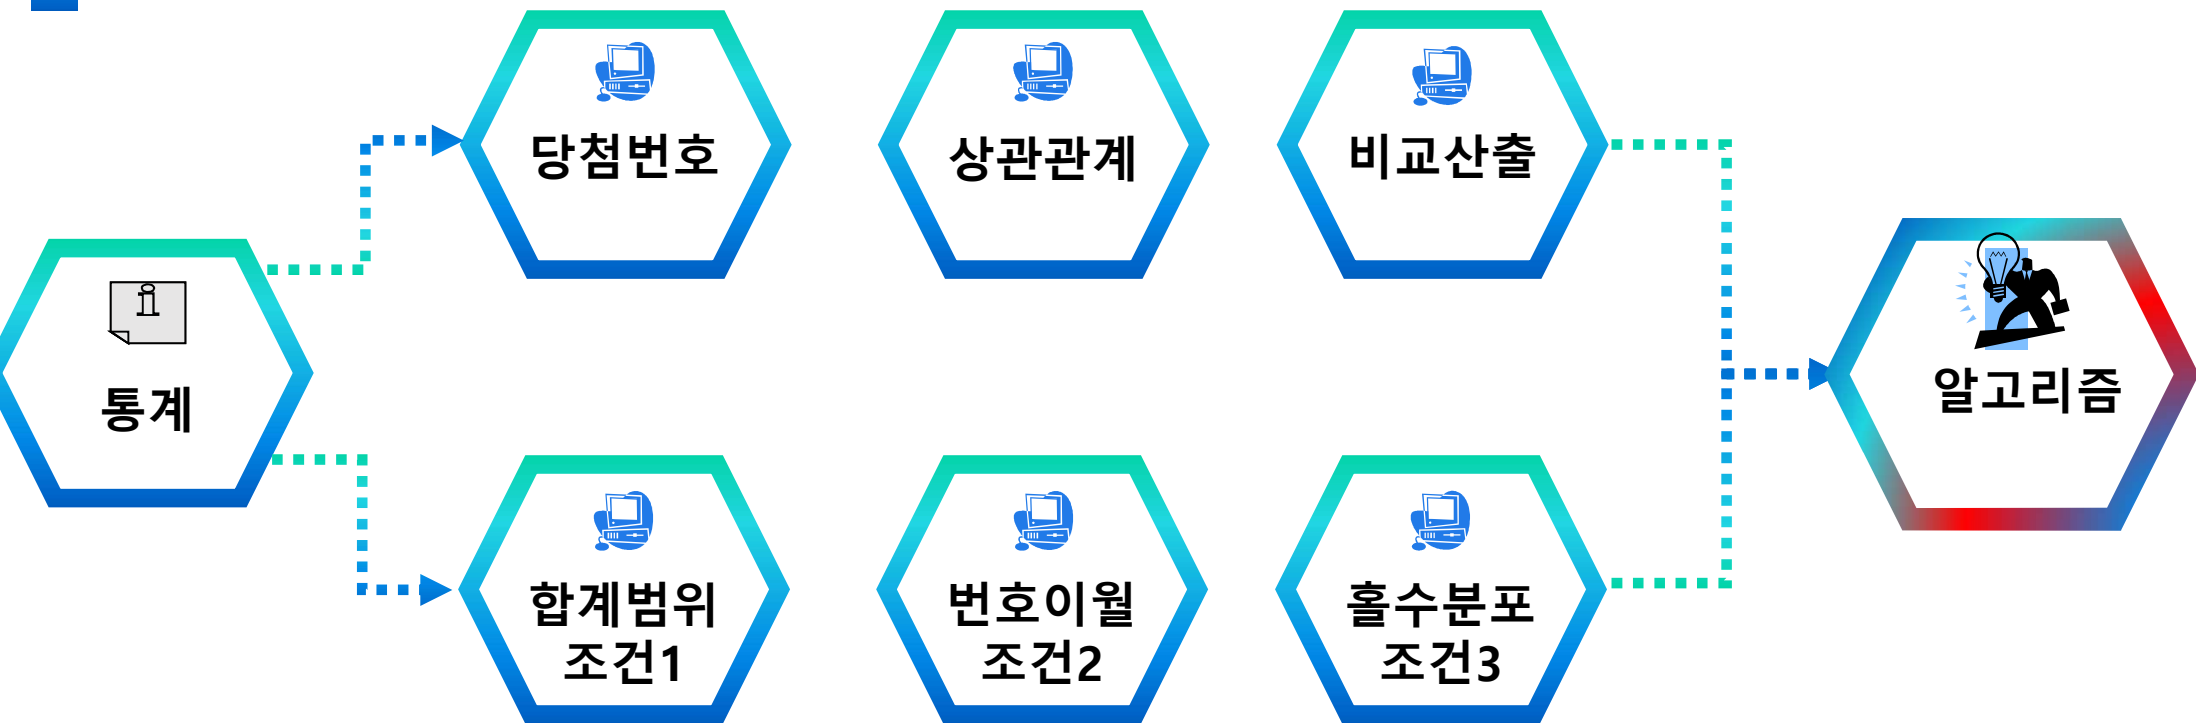 당첨번호
상관관계
비교산출
통계
알고리즘
합계범위
조건1
번호이월
조건2
홀수분포
조건3